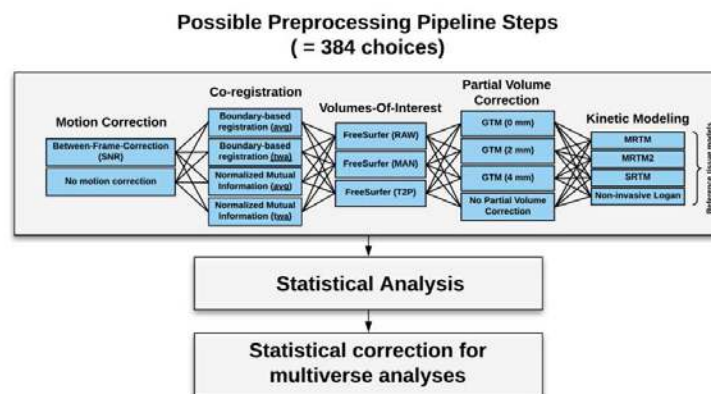 Possible Preprocessing Pipeline Steps
( = 384 choices)
Motion Correction
Between-Frame-Correction
(SNR)
No motion correction
Co-registration
Boundary-based
registration (avg)
Boundary-based
registration (twa)
Normalized Mutual
Information (avg)
Normalized Mutual
Information (twa)
Volumes-Of-Interest
FreeSurfer (RAW)
FreeSurfer (MAN)
FreeSurfer (T2P)
Partial Volume
Correction
GTM (0 mm)
GTM (2 mm)
GTM (4 mm)
No Partial Volume
Correction
Kinetic Modeling
MRTM
MRTM2
SRTM
Non-invasive Logan
Reference tissue models
Statistical Analysis
Statistical correction for
multiverse analyses